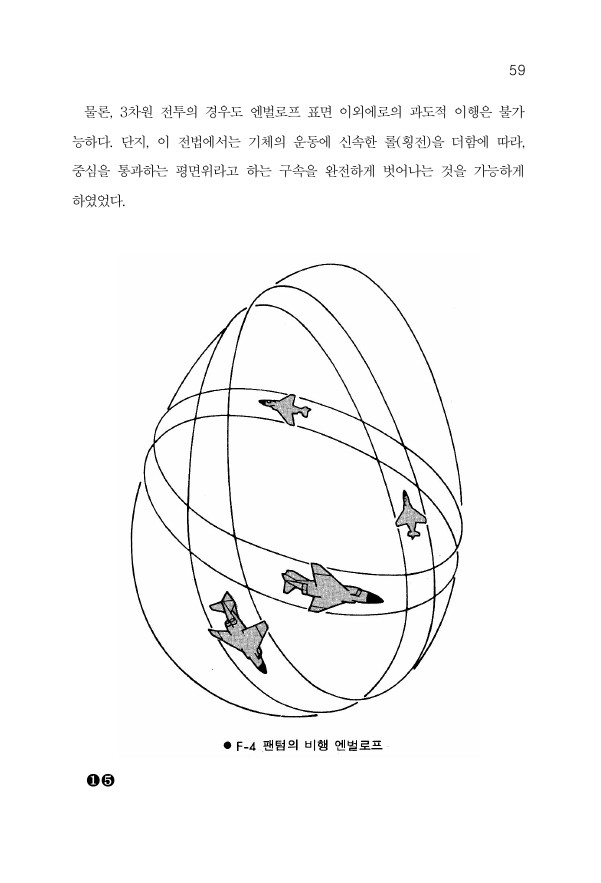 59
물론, 3차원 전투의 경우도 엔벌로프 표면 이외에로의 과도적 이행은 불가
능하다. 단지, 이 전법에서는 기체의 운동에 신속한 롤(횡전)을 더함에 따라,
중심을 통과하는 평면위라고 하는 구속을 완전하게 벗어나는 것을 가능하게
하였었다.
● F-4 팬텀의 비행 엔벌로프
❶❺